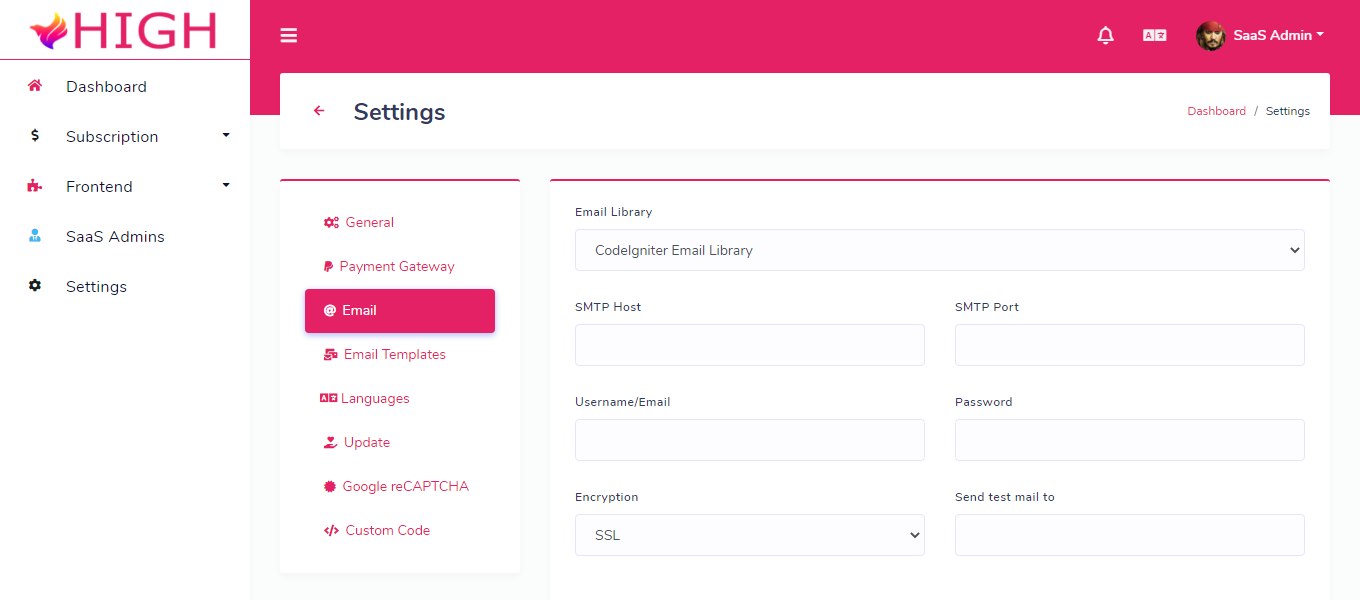 HIGH
SaaS Admin
Dashboard
Subscription
Frontend
SaaS Admins
Settings
Settings
Dashboard / Settings
General
Payment Gateway
Email
Email Templates
Languages
Update
Google reCAPTCHA
Custom Code
Email Library
CodeIgniter Email Library
SMTP Host
SMTP Port
Username/Email
Password
Encryption
Send test mail to
SSL